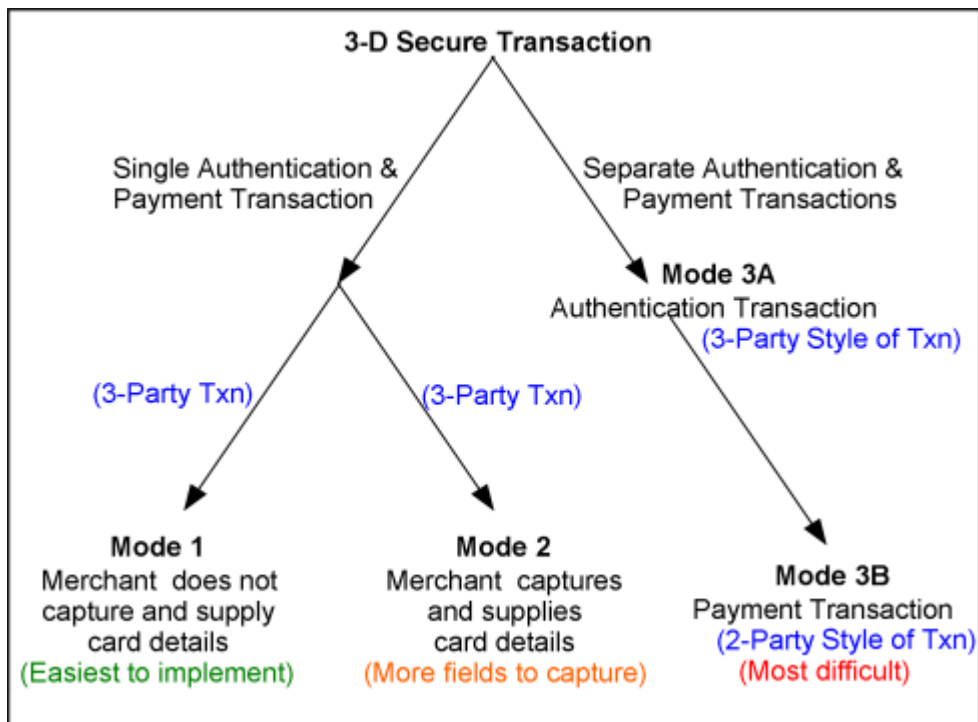 3-D Secure Transaction
Single Authentication &
Payment Transaction
Separate Authentication &
Payment Transactions
Mode 3A
Authentication Transaction
(3-Party Style of Txn)
(3-Party Txn)
(3-Party Txn)
Mode 1
Merchant does not
capture and supply
card details
(Easiest to implement)
Mode 2
Merchant captures
and supplies
card details
(More fields to capture)
Mode 3B
Payment Transaction
(2-Party Style of Txn)
(Most difficult)